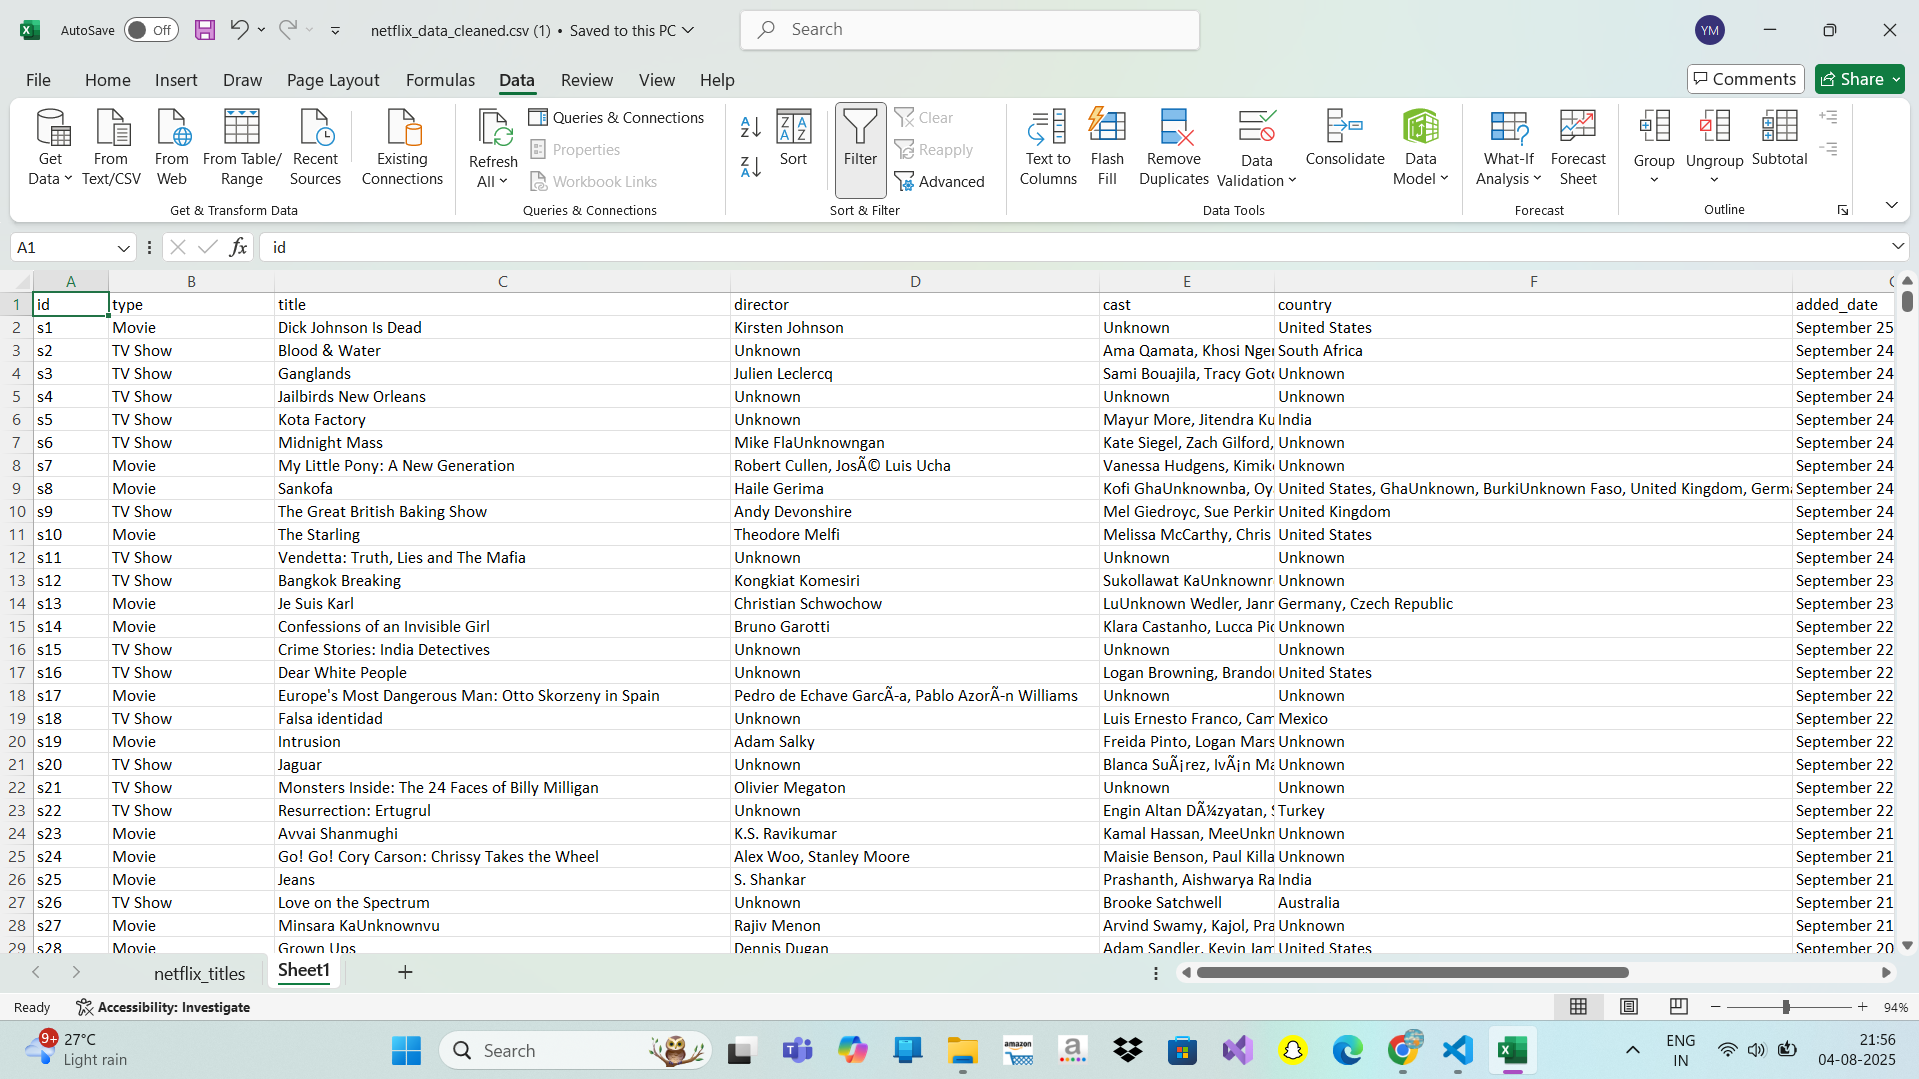 AutoSave Off netflix_data_cleaned.csv (1) • Saved to this PC Search YM
File Home Insert Draw Page Layout Formulas Data Review View Help Comments Share
Get Data From Text/CSV From Web From Table/ Range Recent Sources Existing Connections
Get & Transform Data
Refresh All Queries & Connections Properties Workbook Links
Queries & Connections
Sort Filter Clear Reapply Advanced
Sort & Filter
Text to Columns Flash Fill Remove Duplicates Data Validation Consolidate Data Model
Data Tools
What-If Analysis Forecast Sheet
Forecast
Group Ungroup Subtotal
Outline
A1 fx id
A B C D E F
1 id type title director cast country added_date
2 s1 Movie Dick Johnson Is Dead Kirsten Johnson Unknown United States September 25
3 s2 TV Show Blood & Water Unknown Ama Qamata, Khosi Nger South Africa September 24
4 s3 TV Show Ganglands Julien Leclercq Sami Bouajila, Tracy Goto Unknown September 24
5 s4 TV Show Jailbirds New Orleans Unknown Unknown Unknown September 24
6 s5 TV Show Kota Factory Unknown Mayur More, Jitendra Ku India September 24
7 s6 TV Show Midnight Mass Mike FlaUnknowngan Kate Siegel, Zach Gilford, Unknown September 24
8 s7 Movie My Little Pony: A New Generation Robert Cullen, JosÃ© Luis Ucha Vanessa Hudgens, Kimiko Unknown September 24
9 s8 Movie Sankofa Haile Gerima Kofi GhaUnknownba, Oy United States, GhaUnknown, BurkiUnknown Faso, United Kingdom, Germa September 24
10 s9 TV Show The Great British Baking Show Andy Devonshire Mel Giedroyc, Sue Perkin United Kingdom September 24
11 s10 Movie The Starling Theodore Melfi Melissa McCarthy, Chris United States September 24
12 s11 TV Show Vendetta: Truth, Lies and The Mafia Unknown Unknown Unknown September 24
13 s12 TV Show Bangkok Breaking Kongkiat Komesiri Sukollawat KaUnknownr Unknown September 23
14 s13 Movie Je Suis Karl Christian Schwochow LuUnknown Wedler, Jann Germany, Czech Republic September 23
15 s14 Movie Confessions of an Invisible Girl Bruno Garotti Klara Castanho, Lucca Pic Unknown September 22
16 s15 TV Show Crime Stories: India Detectives Unknown Unknown Unknown September 22
17 s16 TV Show Dear White People Unknown Logan Browning, Brandon United States September 22
18 s17 Movie Europe's Most Dangerous Man: Otto Skorzeny in Spain Pedro de Echave GarcÃ-a, Pablo AzorÃ-n Williams Unknown Unknown September 22
19 s18 TV Show Falsa identidad Unknown Luis Ernesto Franco, Cam Mexico September 22
20 s19 Movie Intrusion Adam Salky Freida Pinto, Logan Mars Unknown September 22
21 s20 TV Show Jaguar Unknown Blanca SuÃ¡rez, IvÃ¡n Ma Unknown September 22
22 s21 TV Show Monsters Inside: The 24 Faces of Billy Milligan Olivier Megaton Unknown Unknown September 22
23 s22 TV Show Resurrection: Ertugrul Unknown Engin Altan DÃ¼zyatan, S Turkey September 22
24 s23 Movie Avvai Shanmughi K.S. Ravikumar Kamal Hassan, MeeUnkn Unknown September 21
25 s24 Movie Go! Go! Cory Carson: Chrissy Takes the Wheel Alex Woo, Stanley Moore Maisie Benson, Paul Killa Unknown September 21
26 s25 Movie Jeans S. Shankar Prashanth, Aishwarya Ra India September 21
27 s26 TV Show Love on the Spectrum Unknown Brooke Satchwell Australia September 21
28 s27 Movie Minsara KaUnknownvu Rajiv Menon Arvind Swamy, Kajol, Pra Unknown September 21
29 s28 Movie Grown Ups Dennis Dugan Adam Sandler, Kevin Jam United States September 20
netflix_titles Sheet1
Ready Accessibility: Investigate 94%
9+ 27°C Light rain Search amazon a ENG IN 21:56 04-08-2025